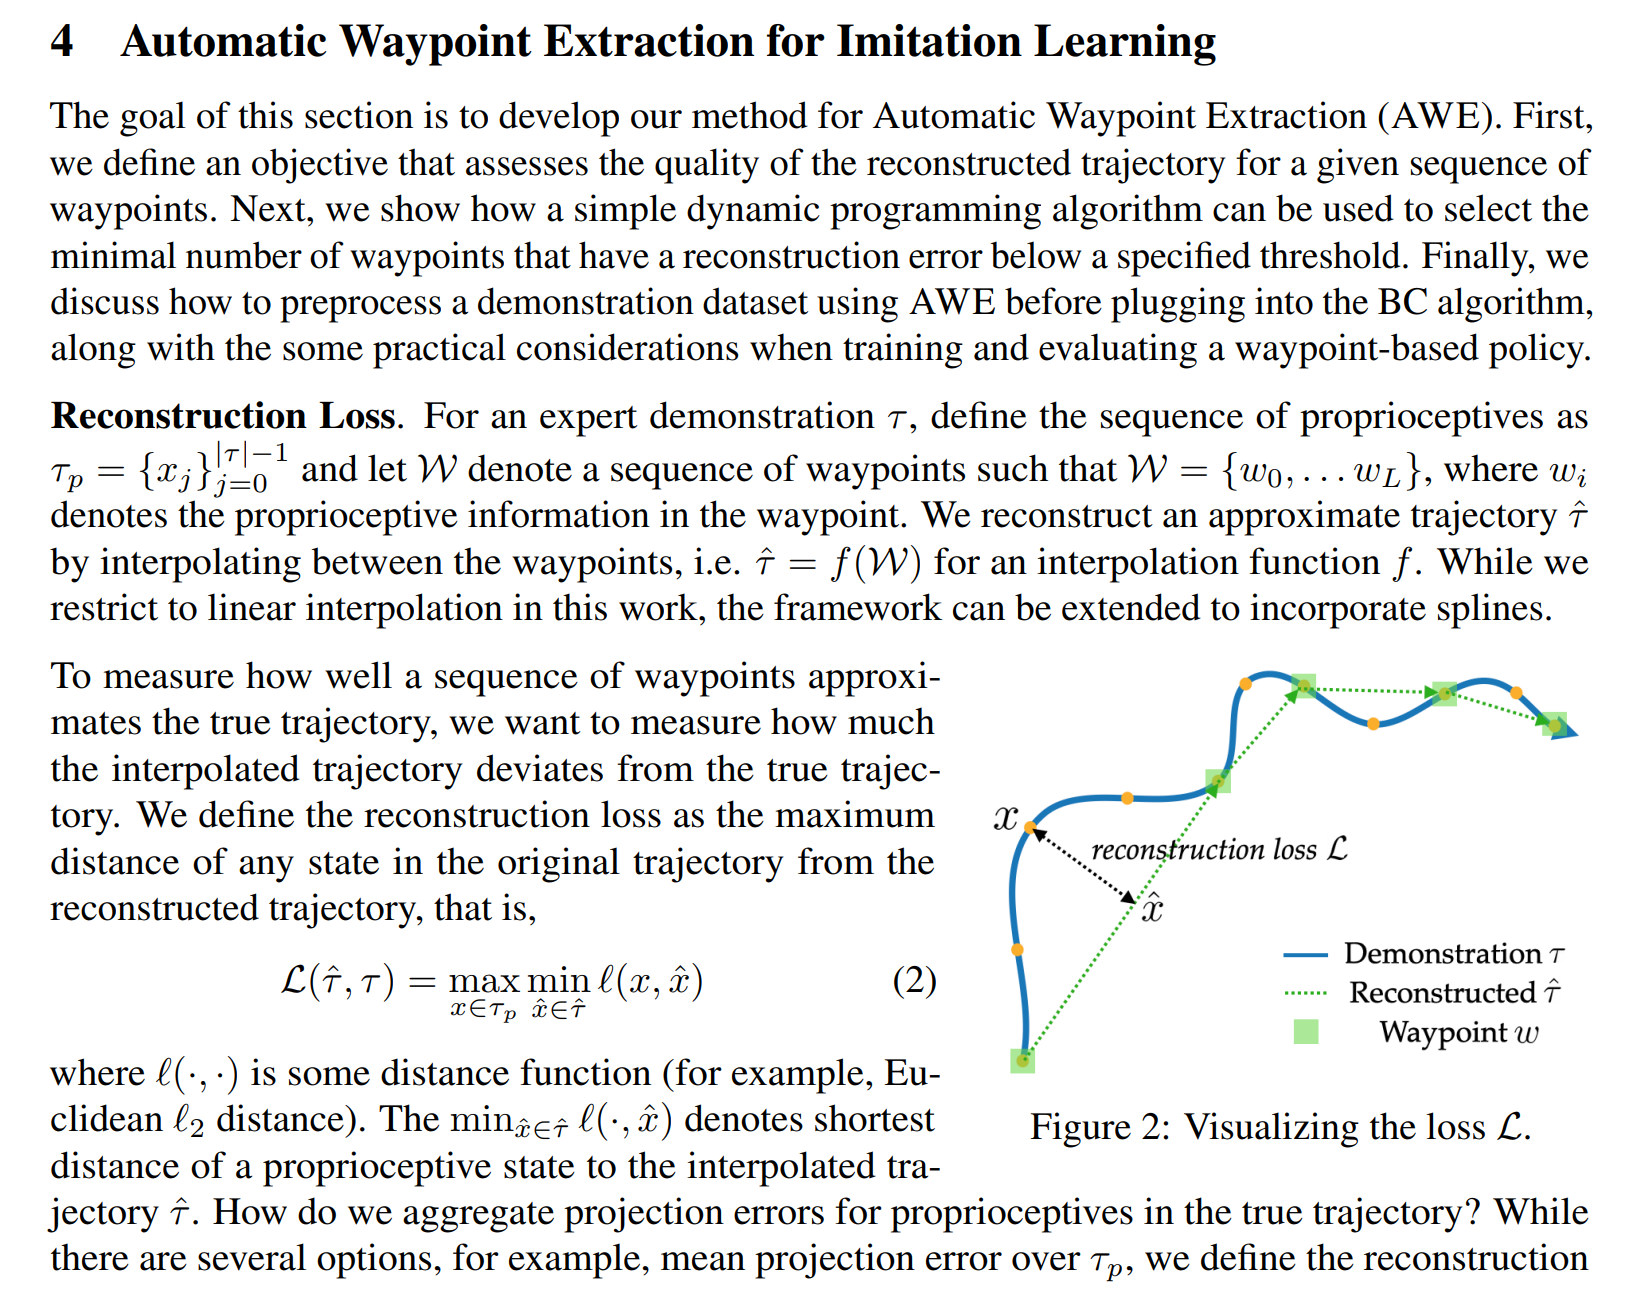 4 Automatic Waypoint Extraction for Imitation Learning
The goal of this section is to develop our method for Automatic Waypoint Extraction (AWE). First,
we define an objective that assesses the quality of the reconstructed trajectory for a given sequence of
waypoints. Next, we show how a simple dynamic programming algorithm can be used to select the
minimal number of waypoints that have a reconstruction error below a specified threshold. Finally, we
discuss how to preprocess a demonstration dataset using AWE before plugging into the BC algorithm,
along with the some practical considerations when training and evaluating a waypoint-based policy.
Reconstruction Loss. For an expert demonstration τ, define the sequence of proprioceptives as
τ_p = {x_j}_{j=0}^{|τ|−1} and let 𝒲 denote a sequence of waypoints such that 𝒲 = {w_0, . . . w_L}, where w_i
denotes the proprioceptive information in the waypoint. We reconstruct an approximate trajectory τ̂
by interpolating between the waypoints, i.e. τ̂ = f(𝒲) for an interpolation function f. While we
restrict to linear interpolation in this work, the framework can be extended to incorporate splines.
To measure how well a sequence of waypoints approxi-
mates the true trajectory, we want to measure how much
the interpolated trajectory deviates from the true trajec-
tory. We define the reconstruction loss as the maximum
distance of any state in the original trajectory from the
reconstructed trajectory, that is,
ℒ(τ̂, τ) = max_{x∈τ_p} min_{x̂∈τ̂} ℓ(x, x̂) (2)
where ℓ(·, ·) is some distance function (for example, Eu-
clidean ℓ_2 distance). The min_{x̂∈τ̂} ℓ(·, x̂) denotes shortest
distance of a proprioceptive state to the interpolated tra-
x
reconstruction loss ℒ
x̂
Demonstration τ
Reconstructed τ̂
Waypoint w
Figure 2: Visualizing the loss ℒ.
jectory τ̂. How do we aggregate projection errors for proprioceptives in the true trajectory? While
there are several options, for example, mean projection error over τ_p, we define the reconstruction